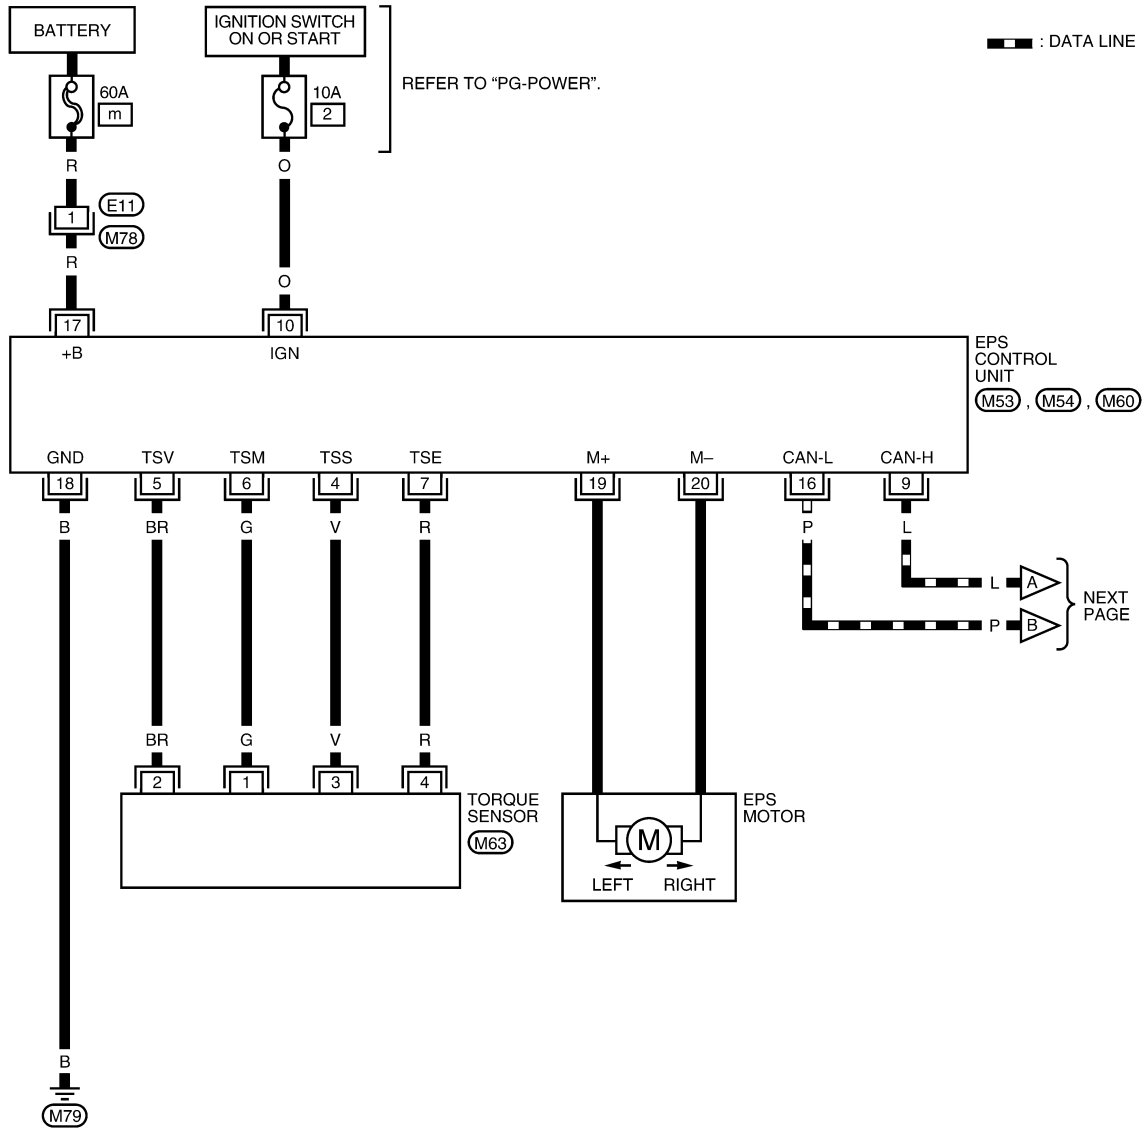 BATTERY
IGNITION SWITCH
ON OR START
: DATA LINE
REFER TO “PG-POWER”.
60A
m
10A
2
R
O
E11
1
M78
R
O
17
10
+B
IGN
EPS
CONTROL
UNIT
M53 , M54 , M60
GND TSV TSM TSS TSE M+ M– CAN-L CAN-H
18 5 6 4 7 19 20 16 9
B BR G V R P L
L A
NEXT
PAGE
P B
BR G V R
2 1 3 4
TORQUE
SENSOR
M63
EPS
MOTOR
M
LEFT RIGHT
B
M79